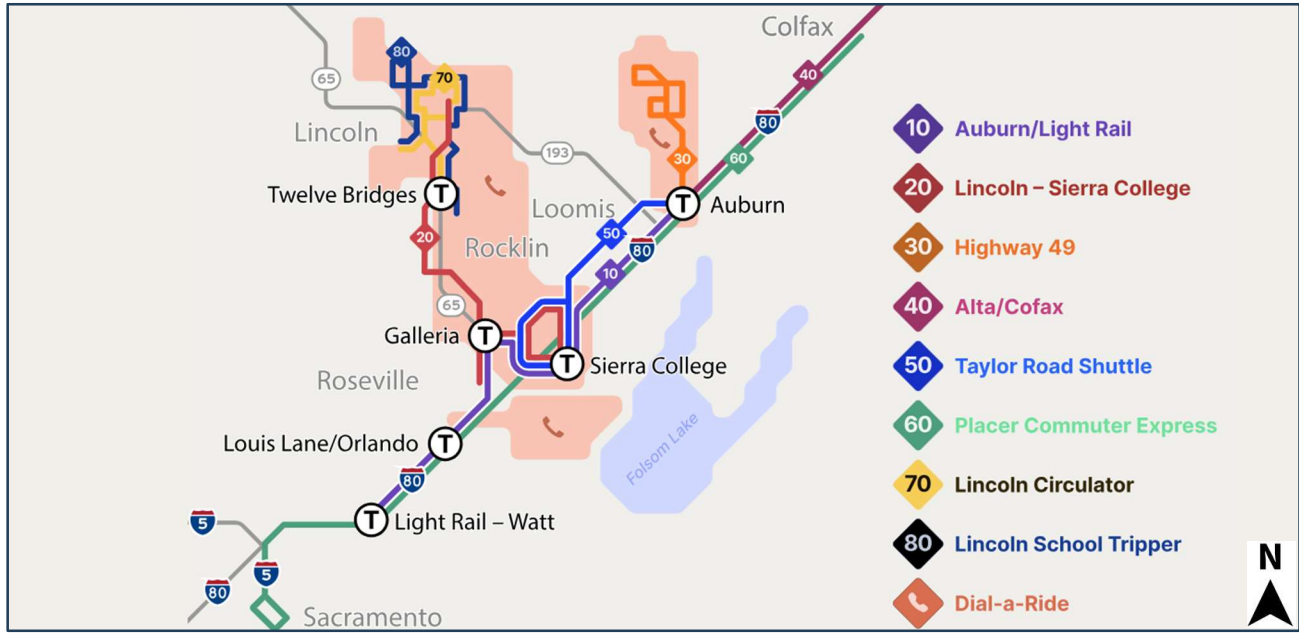 Colfax
80
70
40
65
80
Lincoln
193
60
30
Twelve Bridges
T
Loomis
T
Auburn
20
50
Rocklin
80
10
65
Galleria
T
T
Sierra College
Roseville
Louis Lane/Orlando
T
Folsom Lake
80
5
T
Light Rail – Watt
5
80
Sacramento
10 Auburn/Light Rail
20 Lincoln – Sierra College
30 Highway 49
40 Alta/Cofax
50 Taylor Road Shuttle
60 Placer Commuter Express
70 Lincoln Circulator
80 Lincoln School Tripper
Dial-a-Ride
N